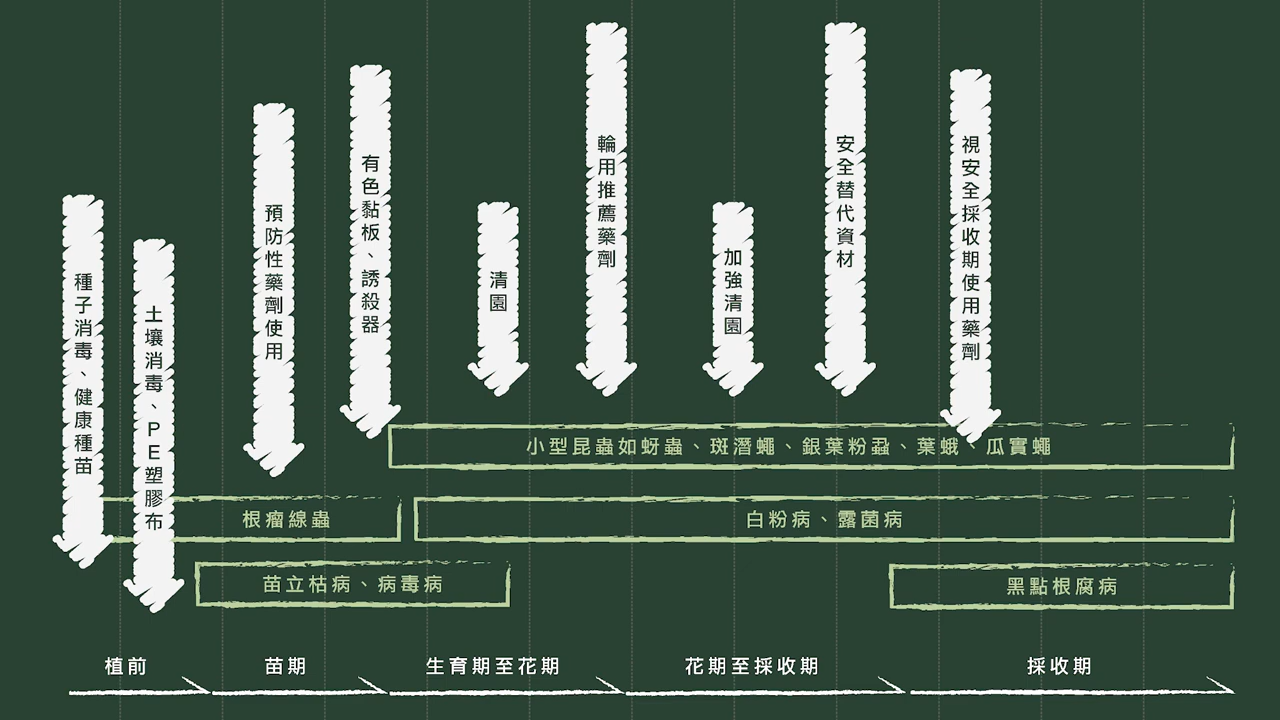 種子消毒、健康種苗
土壤消毒、PE塑膠布
預防性藥劑使用
有色黏板、誘殺器
清園
輪用推薦藥劑
加強清園
安全替代資材
視安全採收期使用藥劑
小型昆蟲如蚜蟲、斑潛蠅、銀葉粉蝨、葉蛾、瓜實蠅
根瘤線蟲
白粉病、露菌病
苗立枯病、病毒病
黑點根腐病
植前
苗期
生育期至花期
花期至採收期
採收期